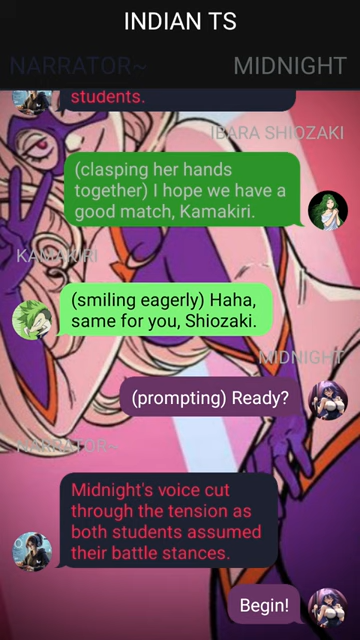 INDIAN TS
NARRATOR~
MIDNIGHT
students.
IBARA SHIOZAKI
(clasping her hands
together) I hope we have a
good match, Kamakiri.
KAMAKIRI
(smiling eagerly) Haha,
same for you, Shiozaki.
MIDNIGHT
(prompting) Ready?
NARRATOR~
Midnight's voice cut
through the tension as
both students assumed
their battle stances.
Begin!